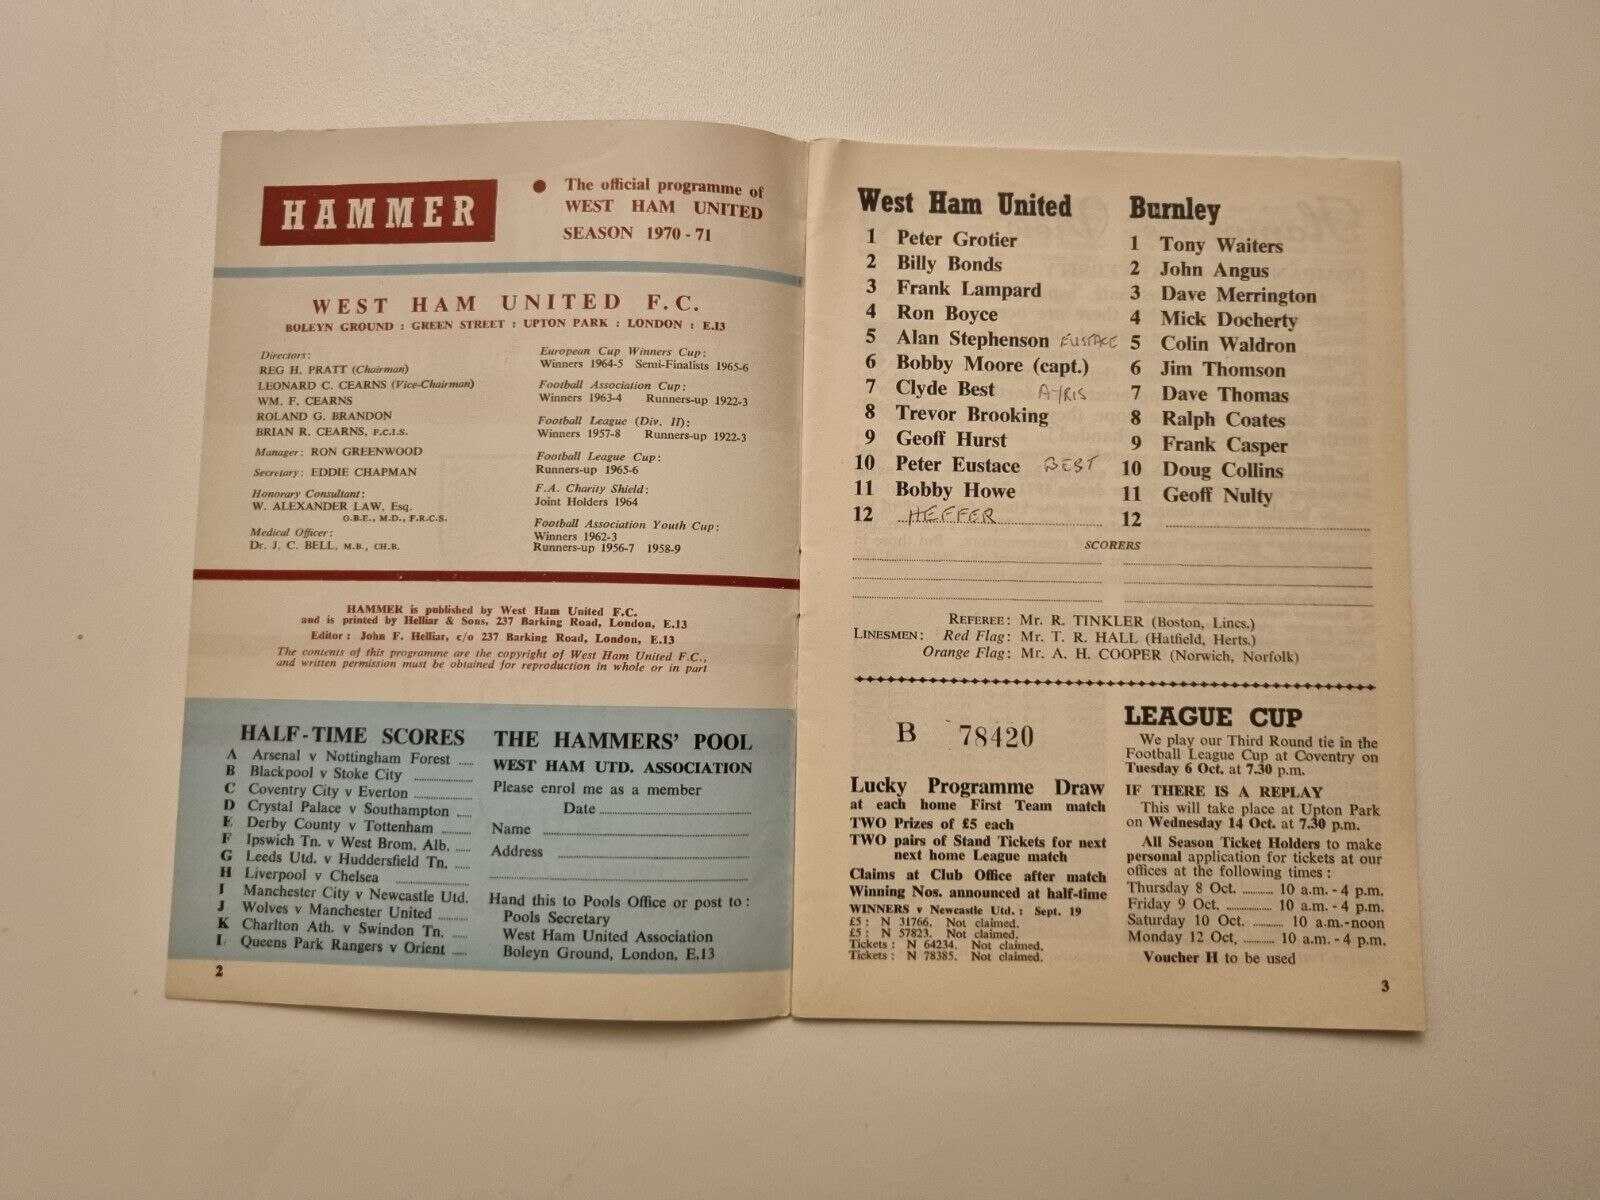 HAMMER
● The official programme of
WEST HAM UNITED
SEASON 1970 - 71
WEST HAM UNITED F.C.
BOLEYN GROUND : GREEN STREET : UPTON PARK : LONDON : E.13
Directors:
REG H. PRATT (Chairman)
LEONARD C. CEARNS (Vice-Chairman)
WM. F. CEARNS
ROLAND G. BRANDON
BRIAN R. CEARNS, F.C.I.S.
Manager: RON GREENWOOD
Secretary: EDDIE CHAPMAN
Honorary Consultant:
W. ALEXANDER LAW, Esq.
O.B.E., M.D., F.R.C.S.
Medical Officer:
Dr. J. C. BELL, M.B., CH.B.
European Cup Winners Cup:
Winners 1964-5 Semi-Finalists 1965-6
Football Association Cup:
Winners 1963-4 Runners-up 1922-3
Football League (Div. II):
Winners 1957-8 Runners-up 1922-3
Football League Cup:
Runners-up 1965-6
F.A. Charity Shield:
Joint Holders 1964
Football Association Youth Cup:
Winners 1962-3
Runners-up 1956-7 1958-9
HAMMER is published by West Ham United F.C.
and is printed by Helliar & Sons, 237 Barking Road, London, E.13
Editor: John F. Helliar, c/o 237 Barking Road, London, E.13
The contents of this programme are the copyright of West Ham United F.C.,
and written permission must be obtained for reproduction in whole or in part
HALF-TIME SCORES
A Arsenal v Nottingham Forest .....
B Blackpool v Stoke City ..............
C Coventry City v Everton ............
D Crystal Palace v Southampton .....
E Derby County v Tottenham ........
F Ipswich Tn. v West Brom. Alb. .....
G Leeds Utd. v Huddersfield Tn. .....
H Liverpool v Chelsea ..................
I Manchester City v Newcastle Utd.
J Wolves v Manchester United ........
K Charlton Ath. v Swindon Tn. .....
L Queens Park Rangers v Orient .....
2
THE HAMMERS' POOL
WEST HAM UTD. ASSOCIATION
Please enrol me as a member
Date ........................................
Name ........................................
Address ........................................
........................................
Hand this to Pools Office or post to :
Pools Secretary
West Ham United Association
Boleyn Ground, London, E.13
West Ham United
1 Peter Grotier
2 Billy Bonds
3 Frank Lampard
4 Ron Boyce
5 Alan Stephenson EUSTACE
6 Bobby Moore (capt.)
7 Clyde Best AYRIS
8 Trevor Brooking
9 Geoff Hurst
10 Peter Eustace BEST
11 Bobby Howe
12 HEFFER
Burnley
1 Tony Waiters
2 John Angus
3 Dave Merrington
4 Mick Docherty
5 Colin Waldron
6 Jim Thomson
7 Dave Thomas
8 Ralph Coates
9 Frank Casper
10 Doug Collins
11 Geoff Nulty
12 ........................................
SCORERS
REFEREE: Mr. R. TINKLER (Boston, Lincs.)
LINESMEN: Red Flag: Mr. T. R. HALL (Hatfield, Herts.)
Orange Flag: Mr. A. H. COOPER (Norwich, Norfolk)
B 78420
Lucky Programme Draw
at each home First Team match
TWO Prizes of £5 each
TWO pairs of Stand Tickets for next
next home League match
Claims at Club Office after match
Winning Nos. announced at half-time
WINNERS v Newcastle Utd.: Sept. 19
£5: N 31766. Not claimed.
£5: N 57823. Not claimed.
Tickets: N 64234. Not claimed.
Tickets: N 78385. Not claimed.
LEAGUE CUP
We play our Third Round tie in the
Football League Cup at Coventry on
Tuesday 6 Oct. at 7.30 p.m.
IF THERE IS A REPLAY
This will take place at Upton Park
on Wednesday 14 Oct. at 7.30 p.m.
All Season Ticket Holders to make
personal application for tickets at our
offices at the following times :
Thursday 8 Oct. .......... 10 a.m. - 4 p.m.
Friday 9 Oct. .......... 10 a.m. - 4 p.m.
Saturday 10 Oct. .......... 10 a.m.-noon
Monday 12 Oct. .......... 10 a.m. - 4 p.m.
Voucher H to be used
3